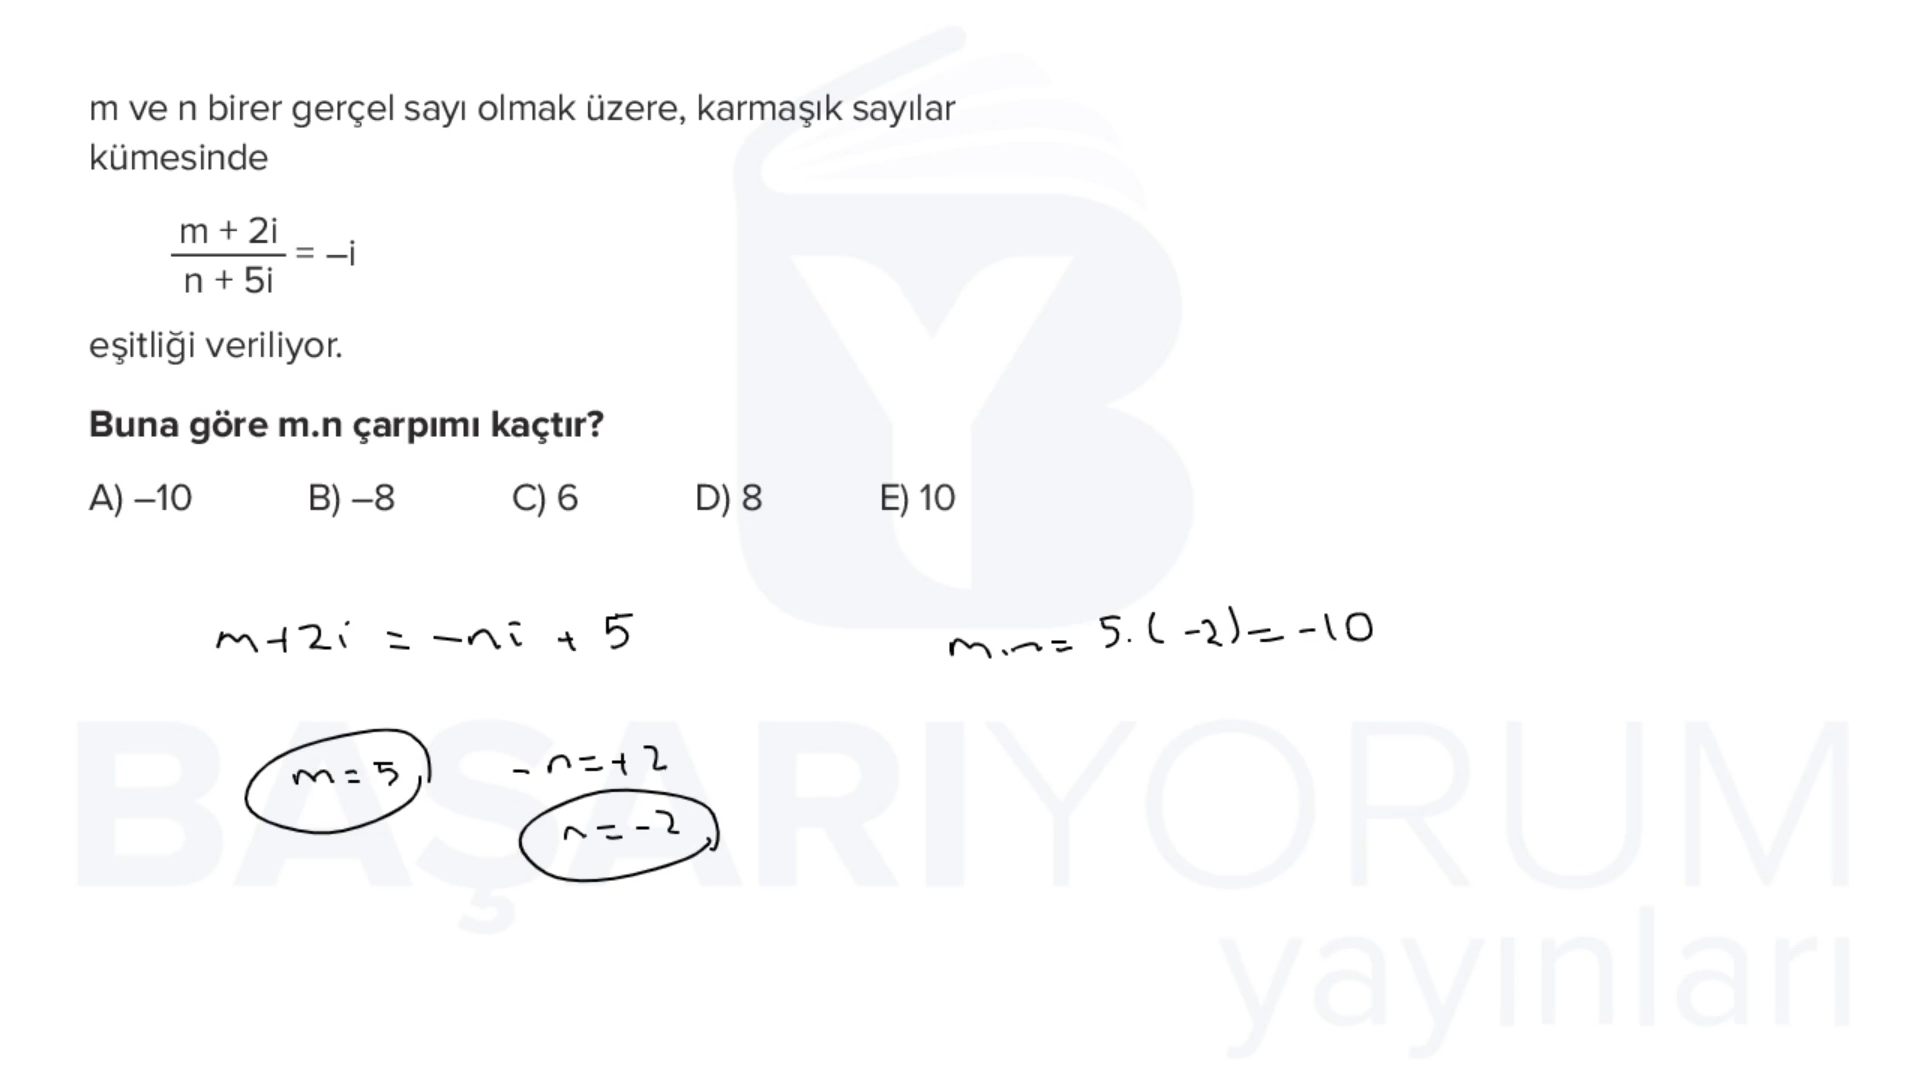 m ve n birer gerçel sayı olmak üzere, karmaşık sayılar
kümesinde
m + 2i
n + 5i
= –i
eşitliği veriliyor.
Buna göre m.n çarpımı kaçtır?
A) –10 B) –8 C) 6 D) 8 E) 10
m+2i = -ni + 5
m.n= 5.(-2)= -10
m=5
-n=+2
n=-2
BAŞARIYORUM
yayınları